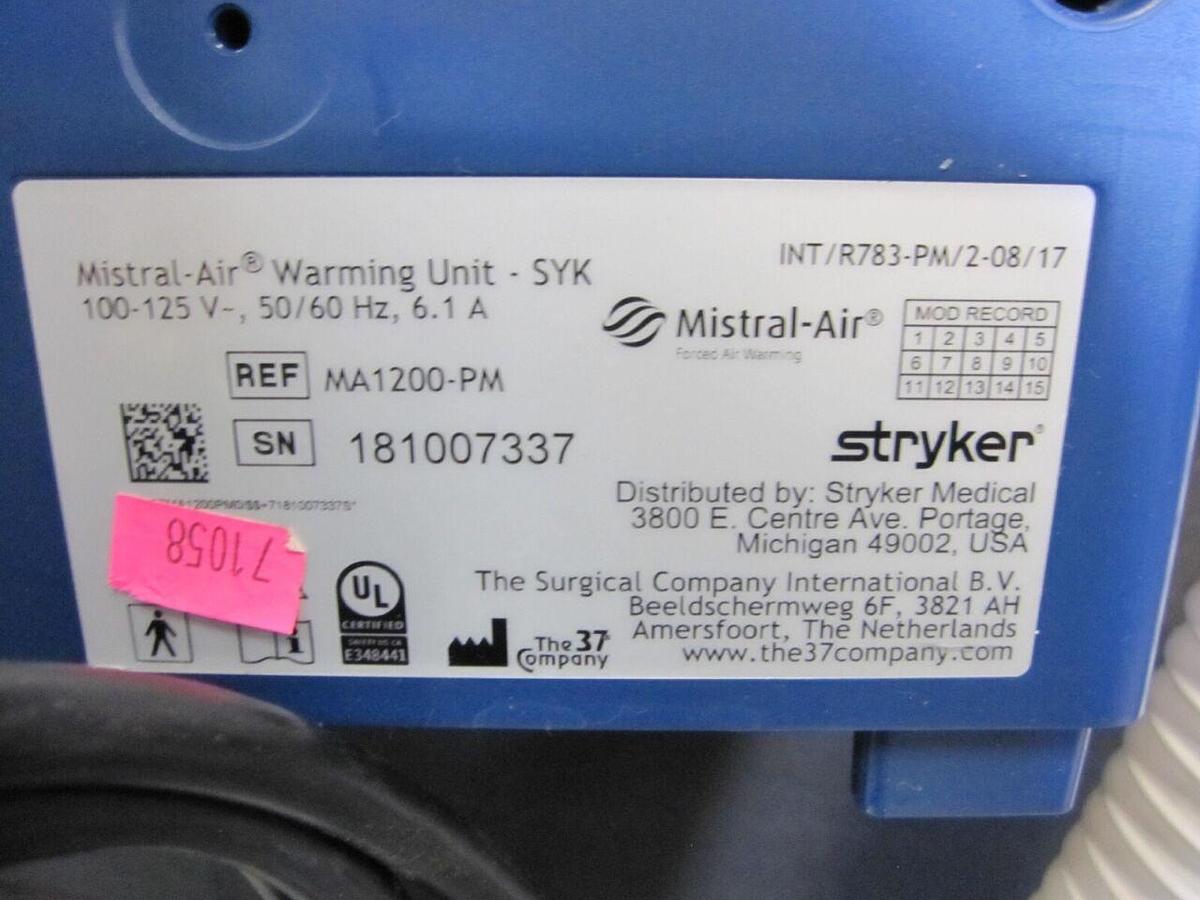 Mistral-Air® Warming Unit - SYK
100-125 V~, 50/60 Hz, 6.1 A
INT/R783-PM/2-08/17
Mistral-Air®
Forced Air Warming
MOD RECORD
1 2 3 4 5
6 7 8 9 10
11 12 13 14 15
REF MA1200-PM
SN 181007337
stryker®
Distributed by: Stryker Medical
3800 E. Centre Ave. Portage,
Michigan 49002, USA
71058
UL
CERTIFIED
E348441
The 37°
Company
The Surgical Company International B.V.
Beeldschermweg 6F, 3821 AH
Amersfoort, The Netherlands
www.the37company.com